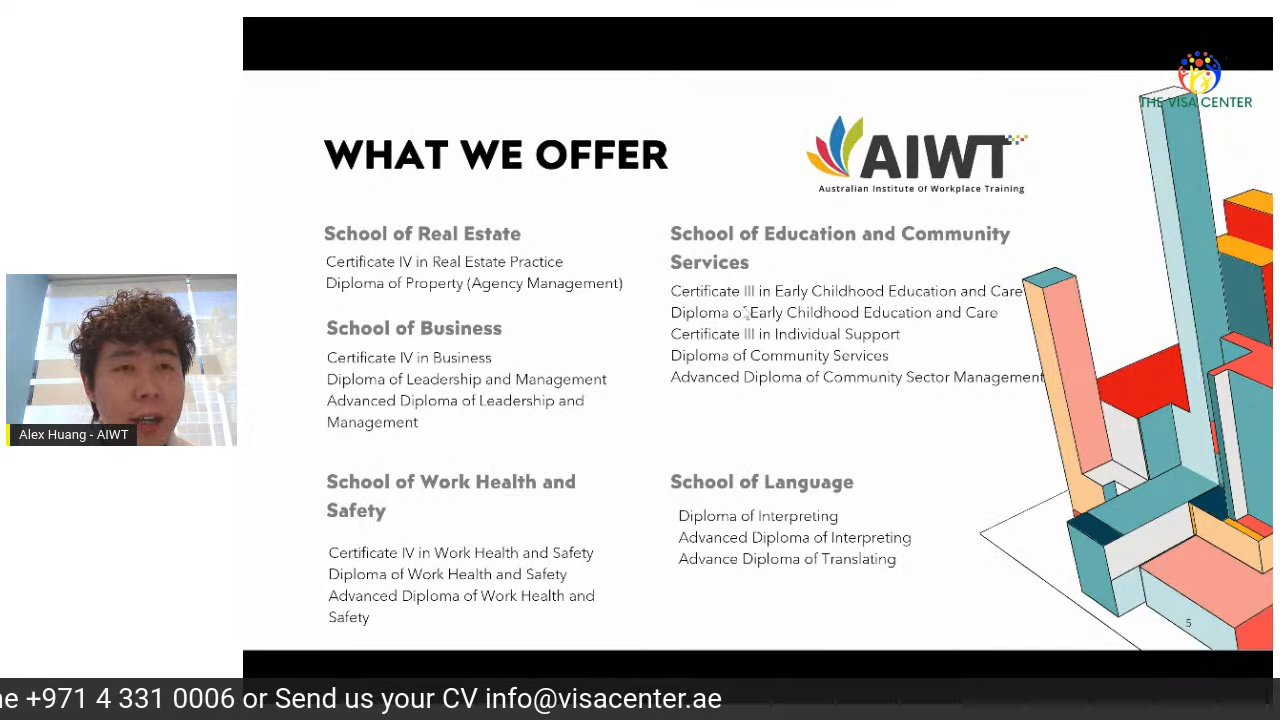 THE VISA CENTER
WHAT WE OFFER
AIWT
Australian Institute of Workplace Training
School of Real Estate
Certificate IV in Real Estate Practice
Diploma of Property (Agency Management)
School of Business
Certificate IV in Business
Diploma of Leadership and Management
Advanced Diploma of Leadership and
Management
School of Work Health and
Safety
Certificate IV in Work Health and Safety
Diploma of Work Health and Safety
Advanced Diploma of Work Health and
Safety
School of Education and Community
Services
Certificate III in Early Childhood Education and Care
Diploma of Early Childhood Education and Care
Certificate III in Individual Support
Diploma of Community Services
Advanced Diploma of Community Sector Management
School of Language
Diploma of Interpreting
Advanced Diploma of Interpreting
Advance Diploma of Translating
5
Alex Huang - AIWT
+971 4 331 0006 or Send us your CV info@visacenter.ae